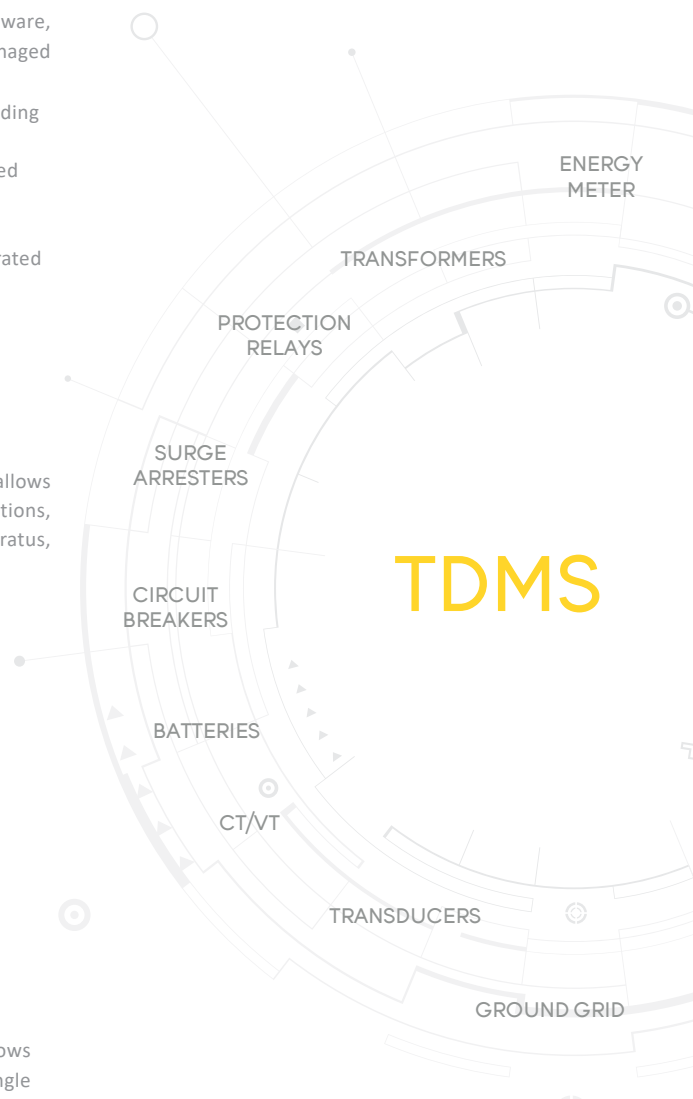 ware,
naged
ding
ed
rated
allows
tions,
ratus,
ows
ngle
ENERGY
METER
TRANSFORMERS
PROTECTION
RELAYS
SURGE
ARRESTERS
TDMS
CIRCUIT
BREAKERS
BATTERIES
CT/VT
TRANSDUCERS
GROUND GRID